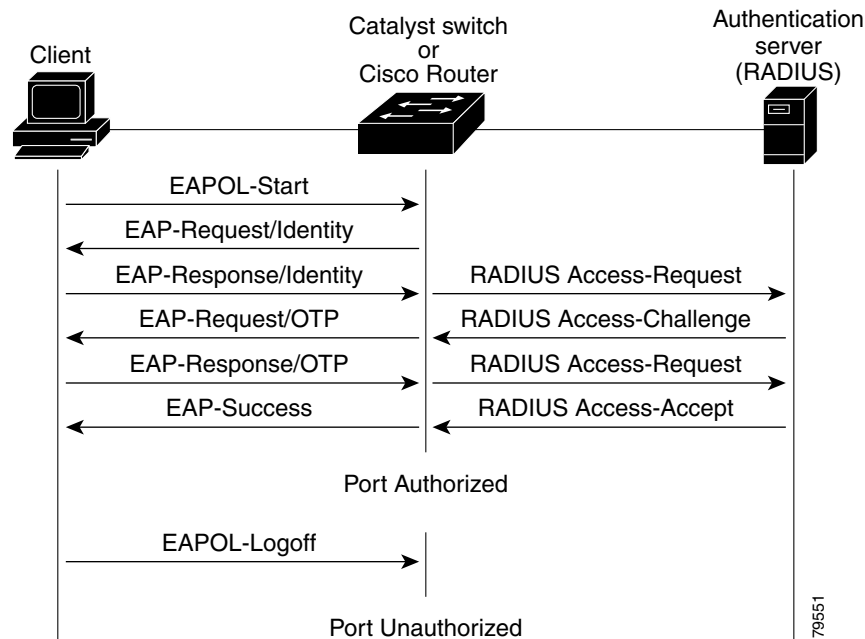 Client
Catalyst switch
or
Cisco Router
Authentication
server
(RADIUS)
EAPOL-Start
EAP-Request/Identity
EAP-Response/Identity
RADIUS Access-Request
EAP-Request/OTP
RADIUS Access-Challenge
EAP-Response/OTP
RADIUS Access-Request
EAP-Success
RADIUS Access-Accept
Port Authorized
EAPOL-Logoff
Port Unauthorized
79551